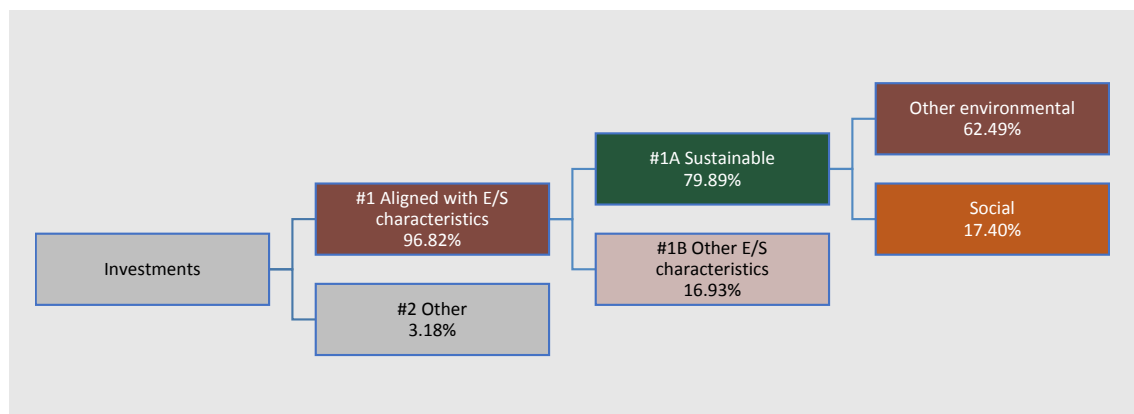 Investments
#1 Aligned with E/S
characteristics
96.82%
#2 Other
3.18%
#1A Sustainable
79.89%
#1B Other E/S
characteristics
16.93%
Other environmental
62.49%
Social
17.40%